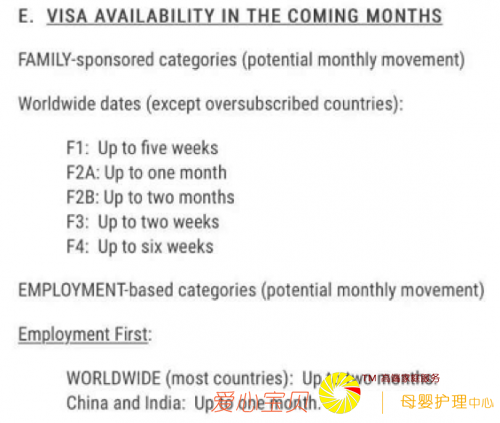 E. VISA AVAILABILITY IN THE COMING MONTHS
FAMILY-sponsored categories (potential monthly movement)
Worldwide dates (except oversubscribed countries):
F1: Up to five weeks
F2A: Up to one month
F2B: Up to two months
F3: Up to two weeks
F4: Up to six weeks
EMPLOYMENT-based categories (potential monthly movement)
Employment First:
WORLDWIDE (most countries): Up to two months.
China and India: Up to one month.
爱心宝贝 TM
母婴护理中心